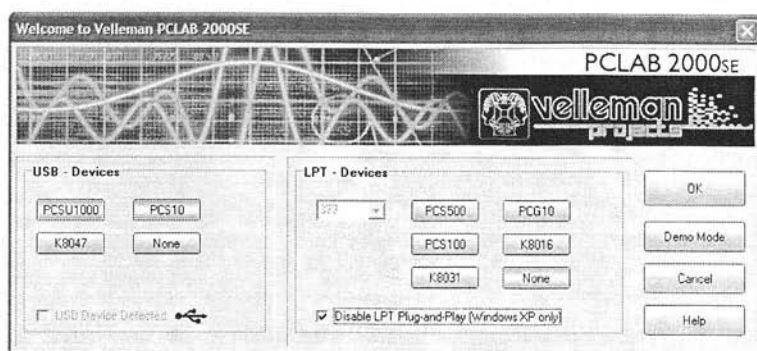 Welcome to Velleman PCLAB 2000SE
PCLAB 2000SE
velleman
projects
USB - Devices
PCSU1000
PCS10
K8047
None
USB Device Detected
LPT - Devices
PCS500
PCG10
PCS100
K8016
K8031
None
Disable LPT Plug-and-Play (Windows XP only)
OK
Demo Mode
Cancel
Help